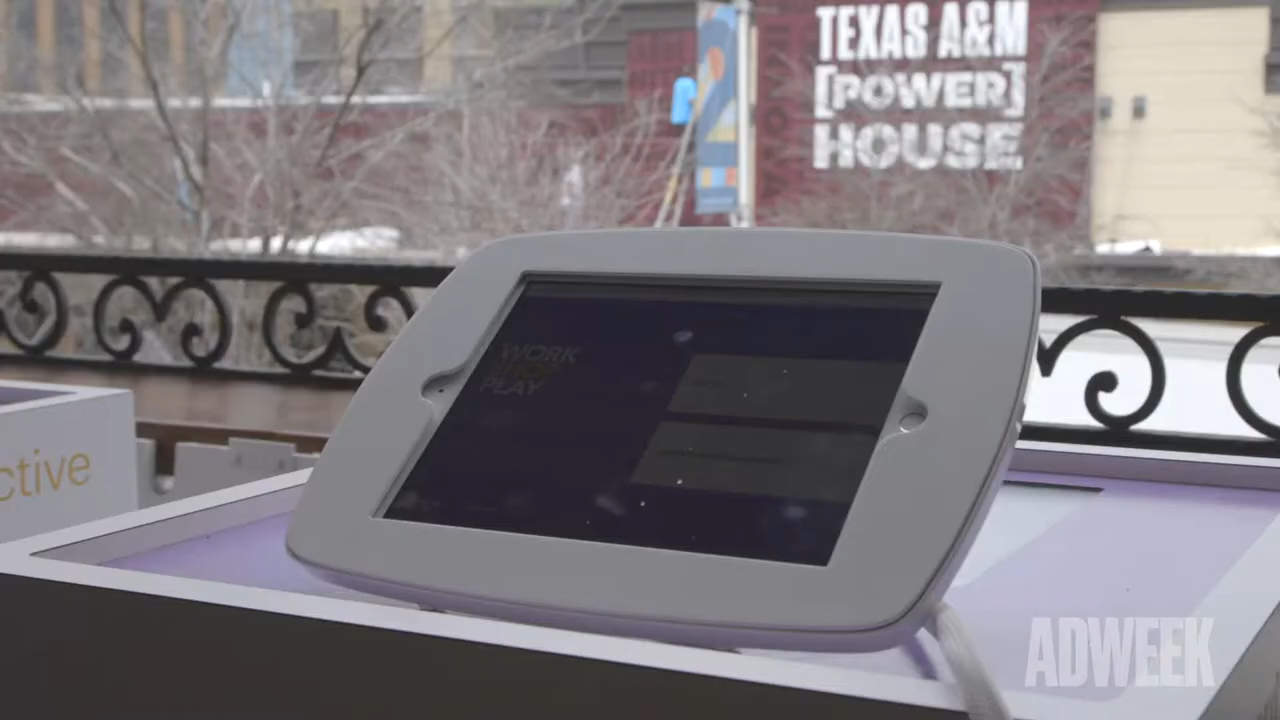 TEXAS A&M
[POWER]
HOUSE
WORK
SHOP
PLAY
ctive
ADWEEK